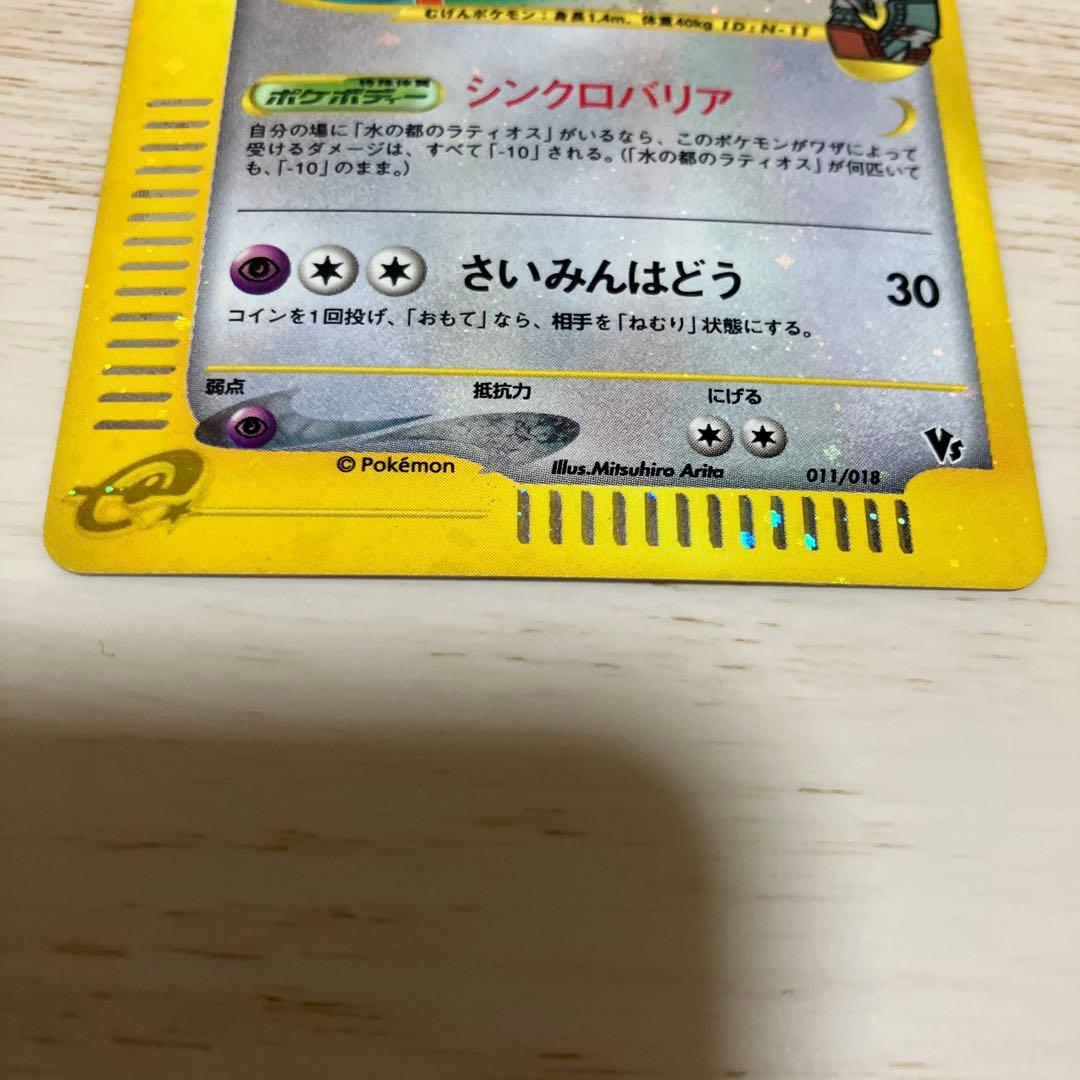 むげんポケモン：身長1.4m、体重40kg ID:N-11
特殊体質
ポケボディー シンクロバリア
自分の場に「水の都のラティオス」がいるなら、このポケモンがワザによって
受けるダメージは、すべて「-10」される。（「水の都のラティオス」が何匹いて
も、「-10」のまま。）
さいみんはどう 30
コインを1回投げ、「おもて」なら、相手を「ねむり」状態にする。
弱点 抵抗力 にげる
© Pokémon Illus.Mitsuhiro Arita 011/018 VS
e